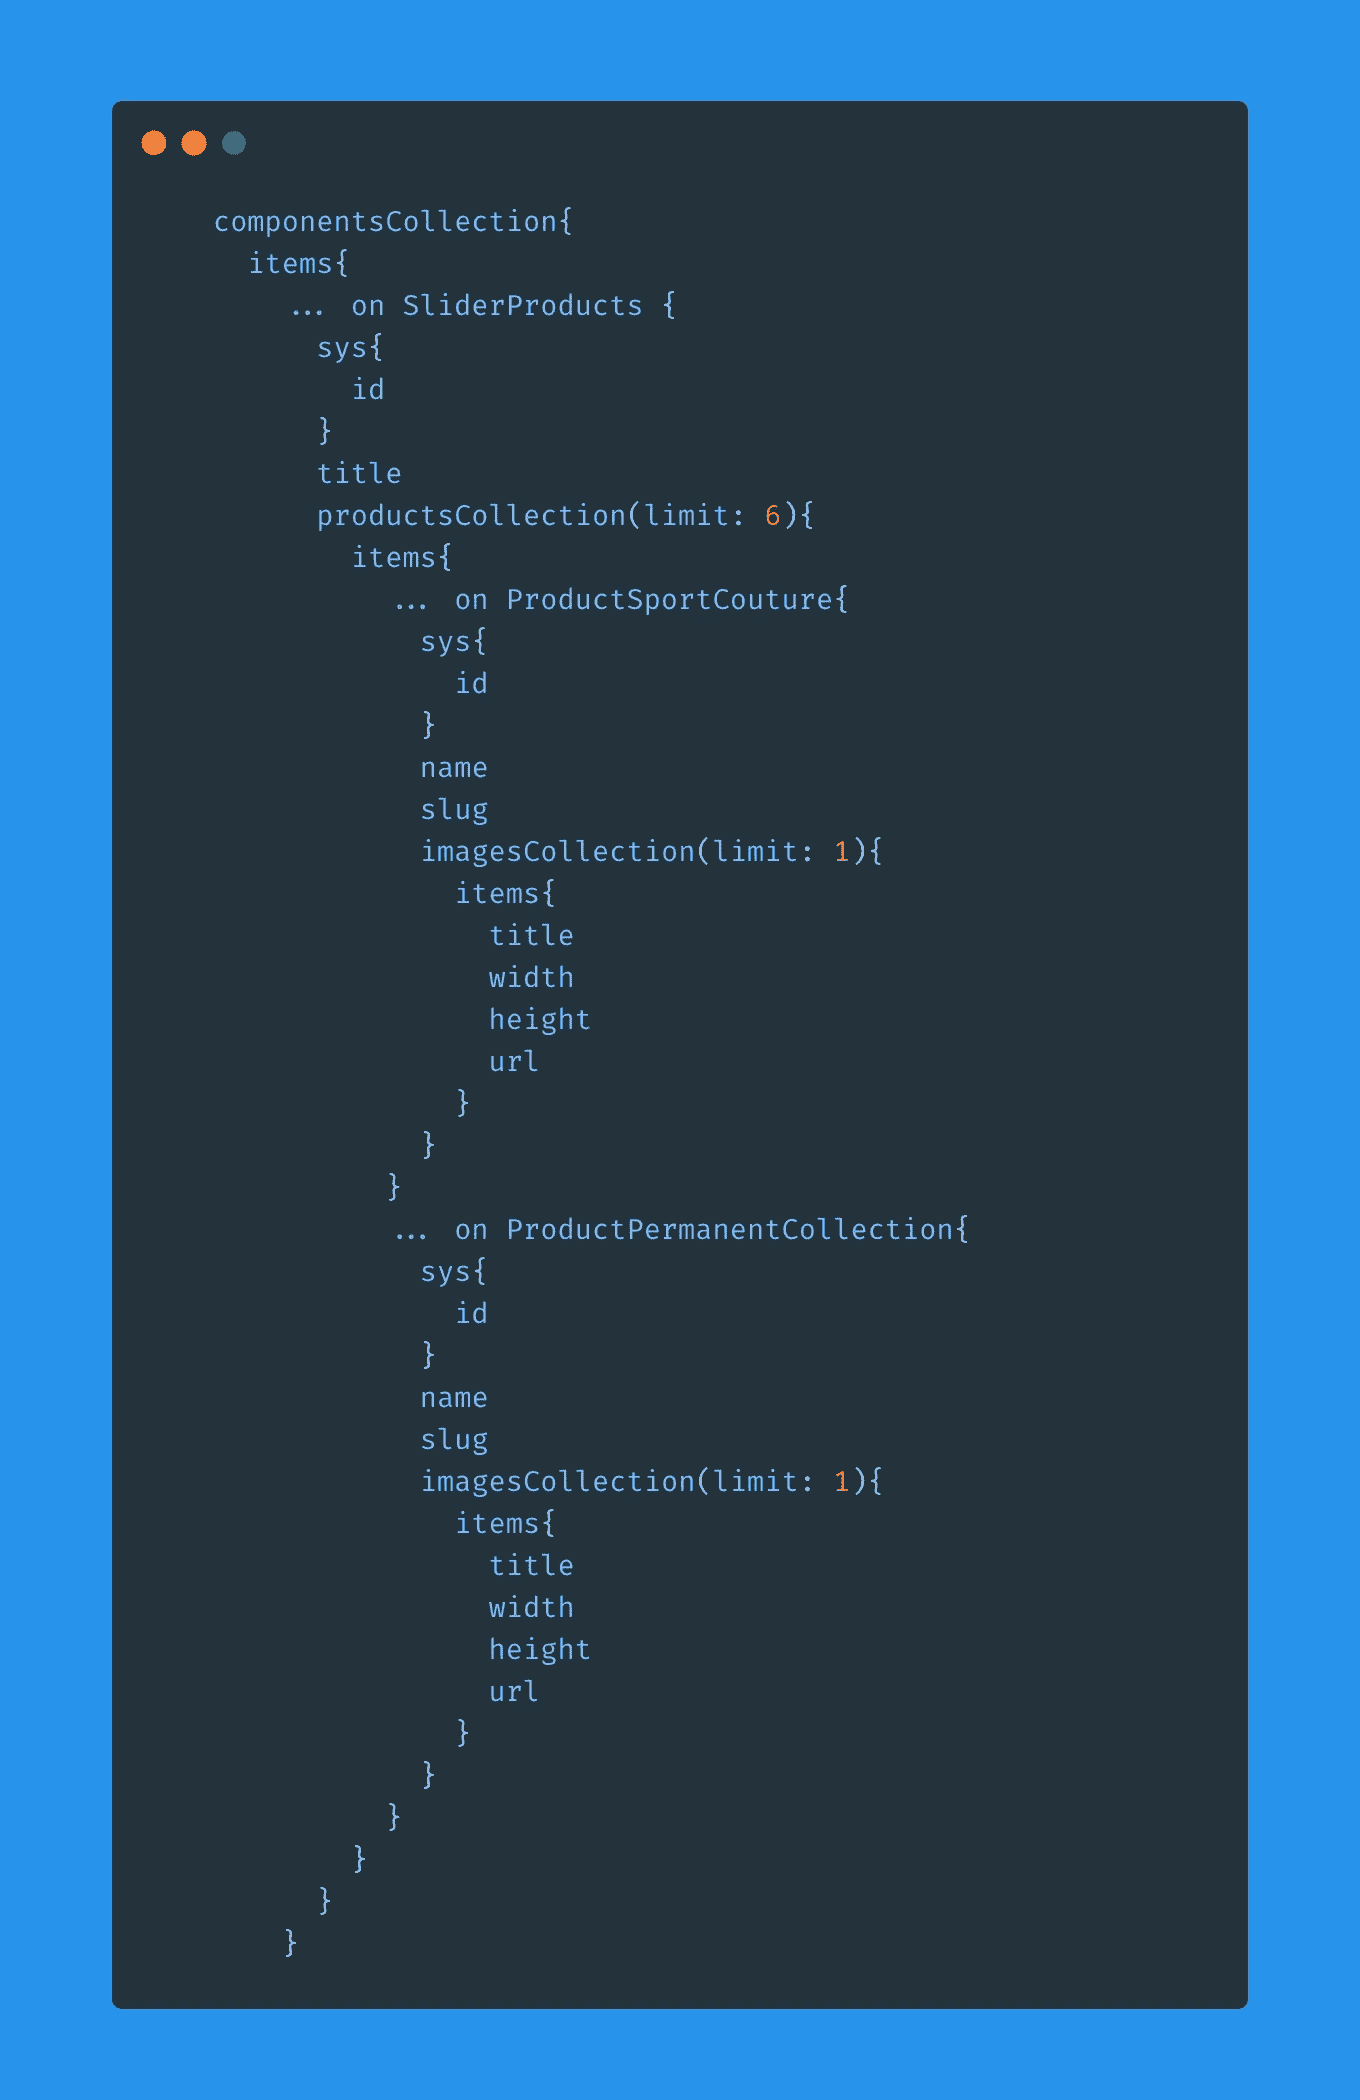 componentsCollection{
  items{
    ... on SliderProducts {
      sys{
        id
      }
      title
      productsCollection(limit: 6){
        items{
          ... on ProductSportCouture{
            sys{
              id
            }
            name
            slug
            imagesCollection(limit: 1){
              items{
                title
                width
                height
                url
              }
            }
          }
          ... on ProductPermanentCollection{
            sys{
              id
            }
            name
            slug
            imagesCollection(limit: 1){
              items{
                title
                width
                height
                url
              }
            }
          }
        }
      }
    }